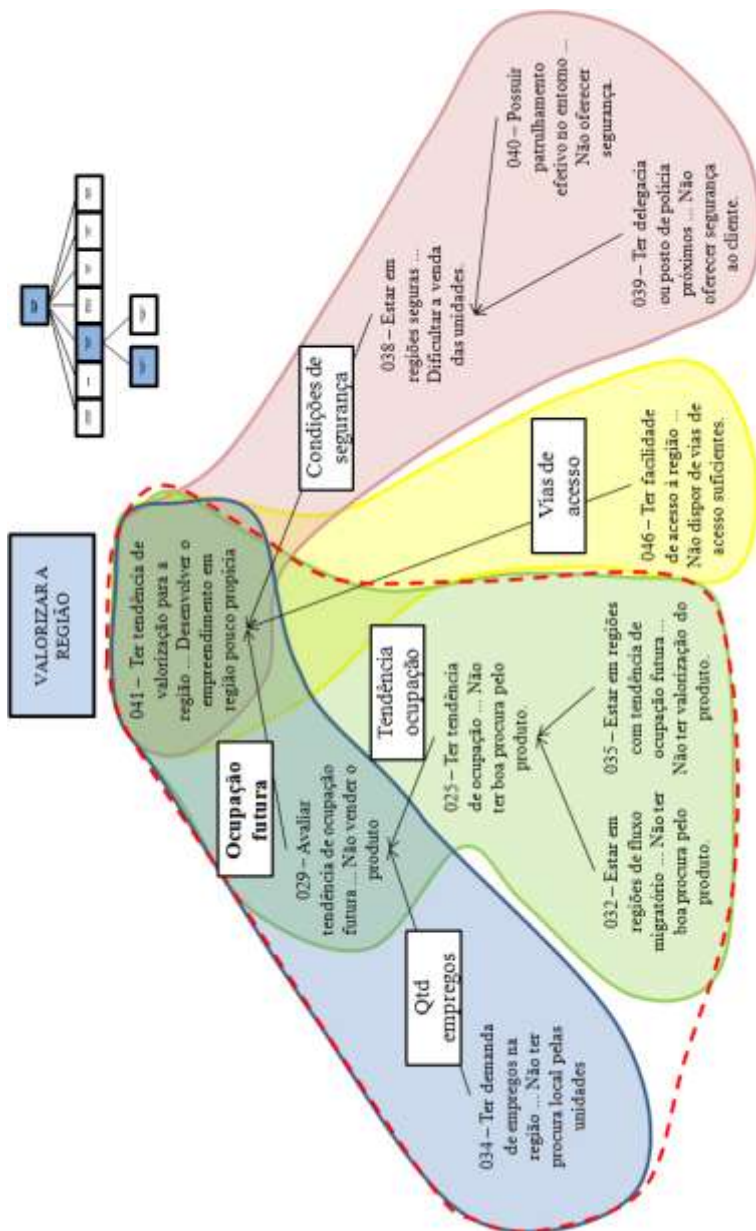 VALORIZAR A
REGIÃO
041 – Ter tendência de
valorização para a
região ... Desenvolver o
empreendimento em
região pouco propícia
Ocupação
futura
Condições de
segurança
029 – Avaliar
tendência de ocupação
futura ... Não vender o
produto
Tendência
ocupação
Vias de
acesso
038 – Estar em
regiões seguras ...
Dificultar a venda
das unidades.
Qtd
empregos
025 – Ter tendência
de ocupação ... Não
ter boa procura pelo
produto.
034 – Ter demanda
de empregos na
região ... Não ter
procura local pelas
unidades
032 – Estar em
regiões de fluxo
migratório ... Não ter
boa procura pelo
produto.
035 – Estar em regiões
com tendência de
ocupação futura ...
Não ter valorização do
produto.
046 – Ter facilidade
de acesso à região ...
Não dispor de vias de
acesso suficientes.
039 – Ter delegacia
ou posto de polícia
próximos ... Não
oferecer segurança
ao cliente.
040 – Possuir
patrulhamento
efetivo no entorno ...
Não oferecer
segurança.